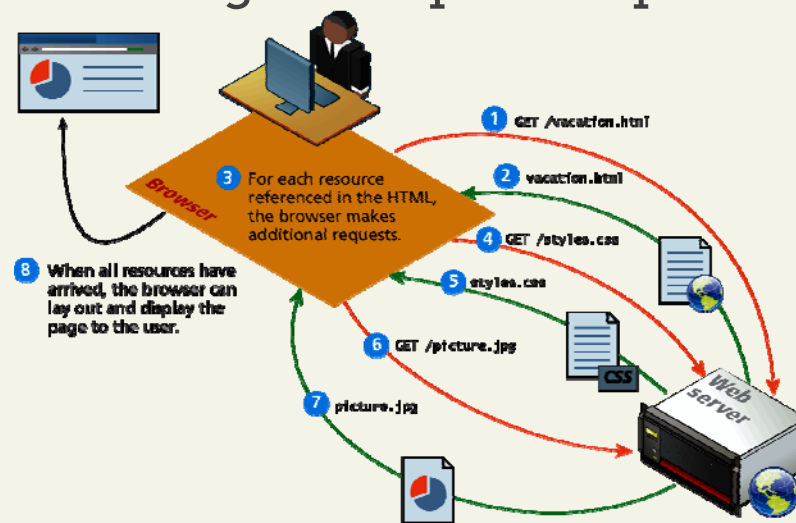 1 GET /vacation.html
2 vacation.html
Browser
3 For each resource
referenced in the HTML,
the browser makes
additional requests.
4 GET /styles.css
5 styles.css
8 When all resources have
arrived, the browser can
lay out and display the
page to the user.
6 GET /picture.jpg
CSS
7 picture.jpg
Web
server